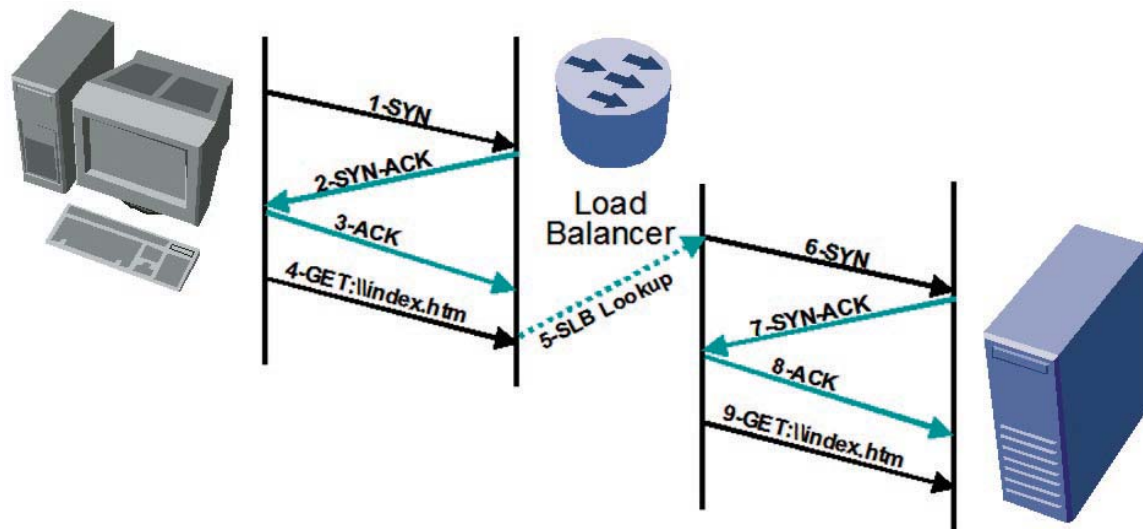 1-SYN
2-SYN-ACK
3-ACK
4-GET:\\index.htm
Load
Balancer
5-SLB Lookup
6-SYN
7-SYN-ACK
8-ACK
9-GET:\\index.htm